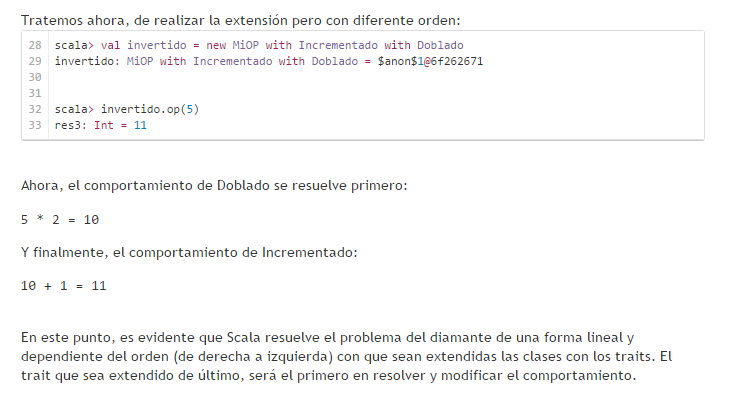 Tratemos ahora, de realizar la extensión pero con diferente orden:
28 scala> val invertido = new MiOP with Incrementado with Doblado
29 invertido: MiOP with Incrementado with Doblado = $anon$1@6f262671
30
31
32 scala> invertido.op(5)
33 res3: Int = 11
Ahora, el comportamiento de Doblado se resuelve primero:
5 * 2 = 10
Y finalmente, el comportamiento de Incrementado:
10 + 1 = 11
En este punto, es evidente que Scala resuelve el problema del diamante de una forma lineal y
dependiente del orden (de derecha a izquierda) con que sean extendidas las clases con los traits. El
trait que sea extendido de último, será el primero en resolver y modificar el comportamiento.